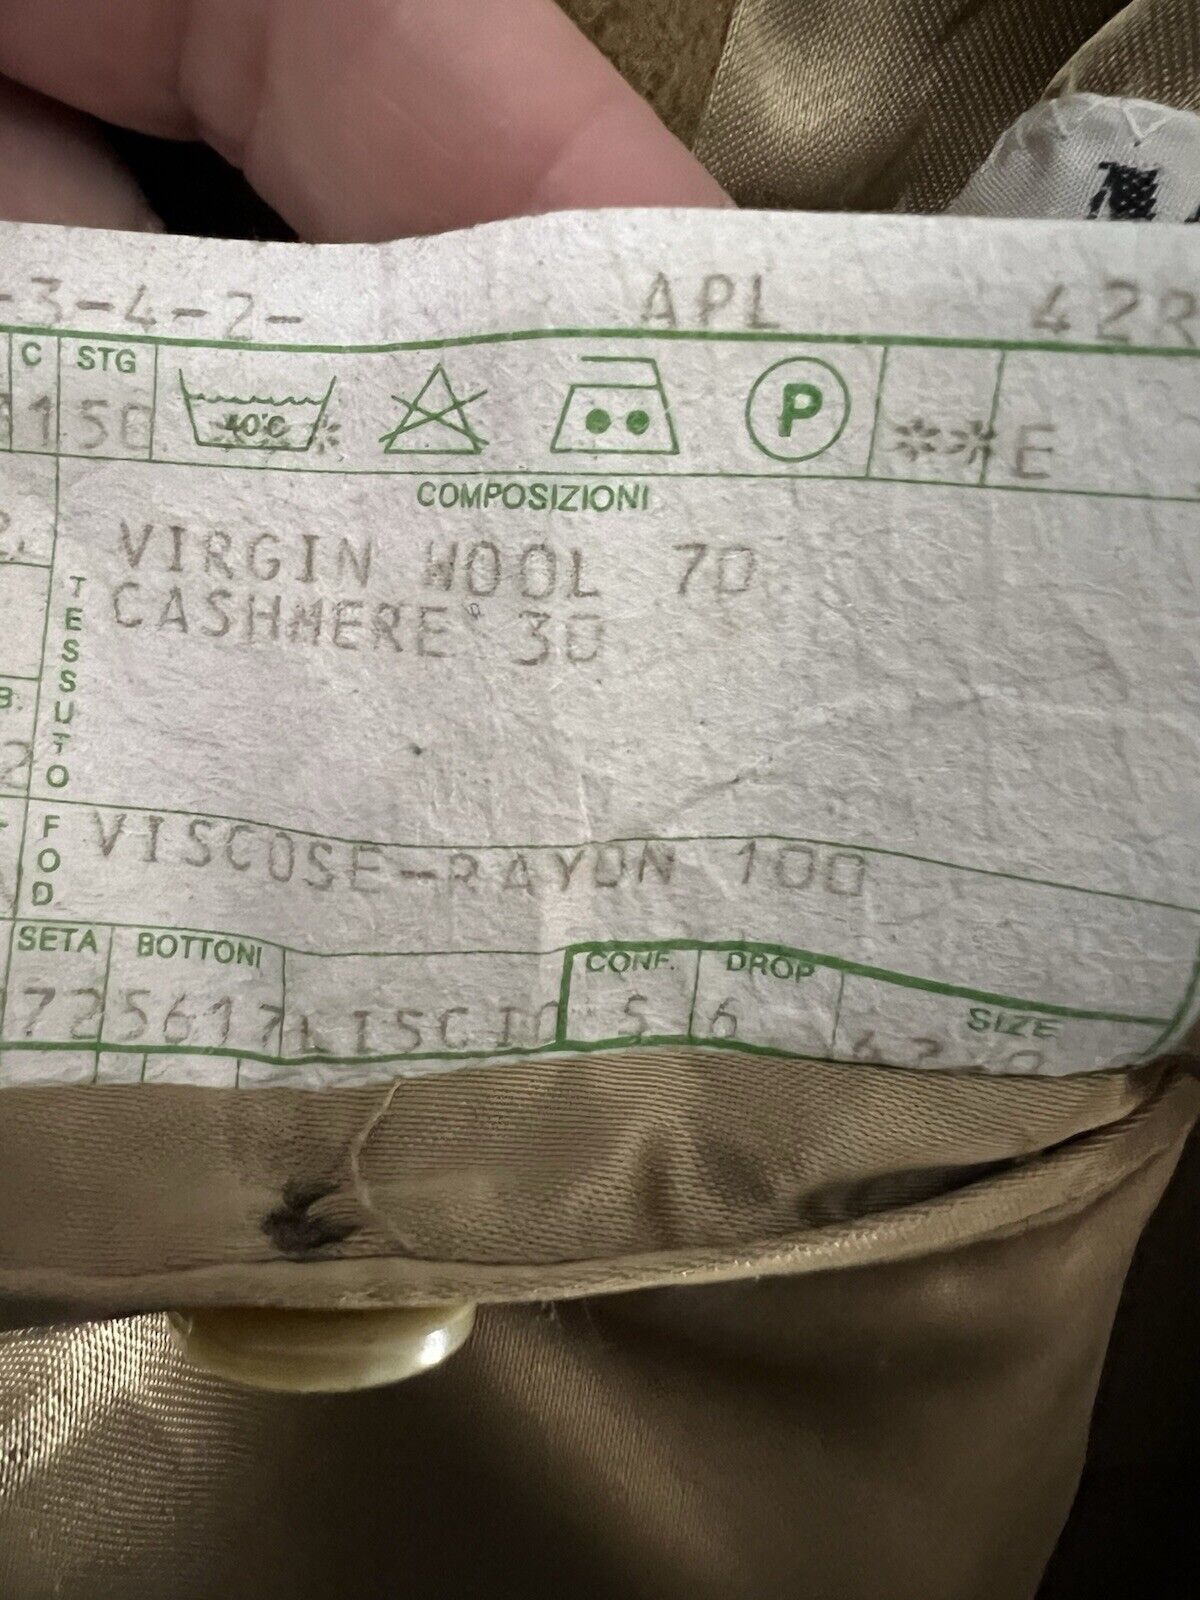 -3-4-2- APL 42R
C STG
150 40°C P ** E
COMPOSIZIONI
TESSUTO
VIRGIN WOOL 70
CASHMERE 30
FOD
VISCOSE-RAYON 100
SETA BOTTONI CONF. DROP SIZE
725617 LISCIO 5 6